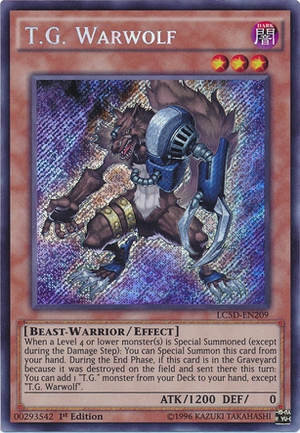 T.G. Warwolf
DARK
闇
LC5D-EN209
[Beast-Warrior/Effect]
When a Level 4 or lower monster(s) is Special Summoned (except
during the Damage Step): You can Special Summon this card from
your hand. During the End Phase, if this card is in the Graveyard
because it was destroyed on the field and sent there this turn:
You can add 1 "T.G." monster from your Deck to your hand, except
"T.G. Warwolf".
ATK/1200 DEF/ 0
00293542 1st Edition ©1996 KAZUKI TAKAHASHI